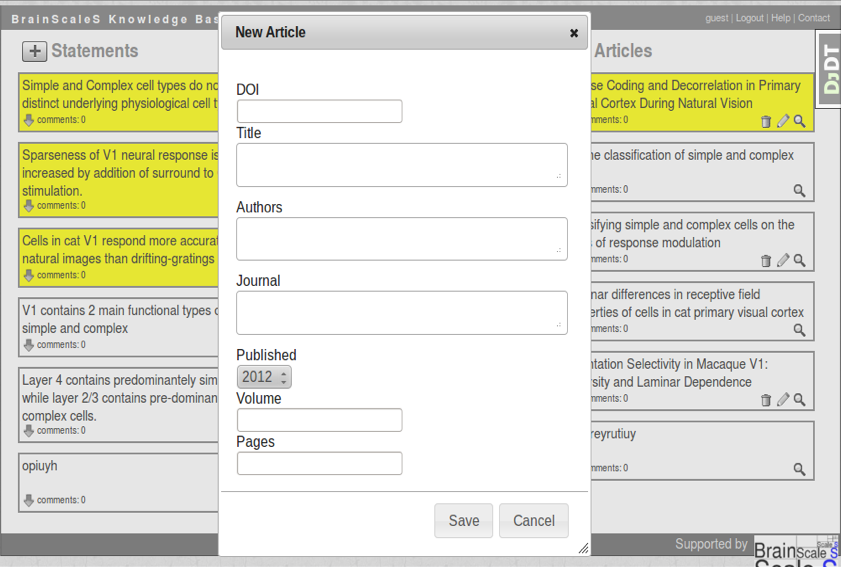 BrainScaleS Knowledge Bas
guest | Logout | Help | Contact
New Article
Statements
Simple and Complex cell types do no
distinct underlying physiological cell t
comments: 0
Sparseness of V1 neural response is
increased by addition of surround to
stimulation.
comments: 0
Cells in cat V1 respond more accurat
natural images than drifting-gratings
comments: 0
V1 contains 2 main functional types o
simple and complex
comments: 0
Layer 4 contains predominantely sim
while layer 2/3 contains pre-dominan
complex cells.
comments: 0
opiuyh
comments: 0
DOI
Title
Authors
Journal
Published
2012
Volume
Pages
Save
Cancel
Articles
se Coding and Decorrelation in Primary
al Cortex During Natural Vision
mments: 0
he classification of simple and complex
mments: 0
sifying simple and complex cells on the
s of response modulation
mments: 0
nar differences in receptive field
erties of cells in cat primary visual cortex
mments: 0
ntation Selectivity in Macaque V1:
rsity and Laminar Dependence
mments: 0
reyrutiuy
mments: 0
DJDT
Supported by
BrainScaleS